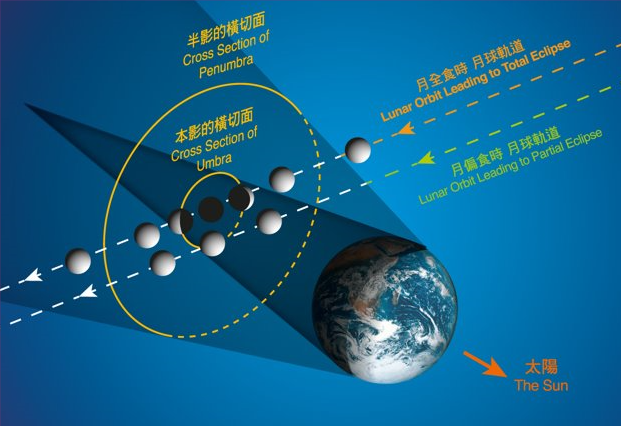 半影的橫切面
Cross Section of
Penumbra
本影的橫切面
Cross Section of
Umbra
月全食時 月球軌道
Lunar Orbit Leading to Total Eclipse
月偏食時 月球軌道
Lunar Orbit Leading to Partial Eclipse
太陽
The Sun